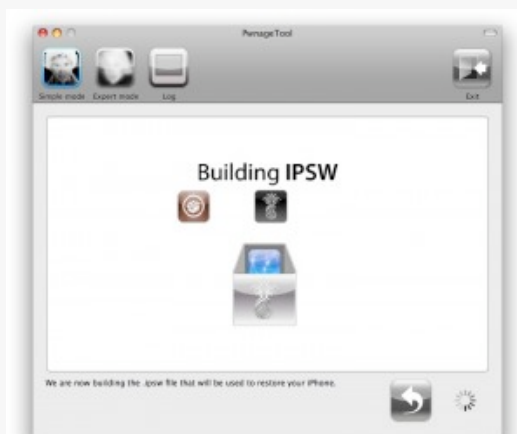 PwnageTool
Simple mode Expert mode Log Exit
Building IPSW
We are now building the .ipsw file that will be used to restore your iPhone.